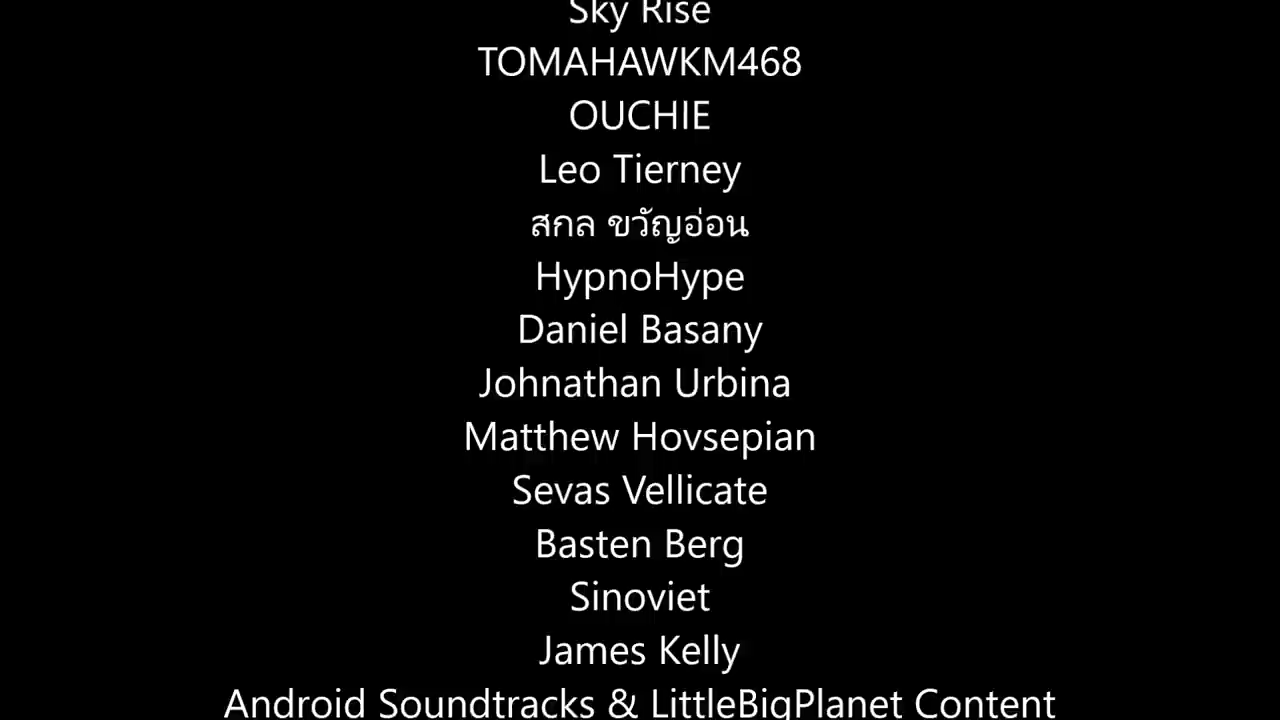 Sky Rise
TOMAHAWKM468
OUCHIE
Leo Tierney
สกล ขวัญอ่อน
HypnoHype
Daniel Basany
Johnathan Urbina
Matthew Hovsepian
Sevas Vellicate
Basten Berg
Sinoviet
James Kelly
Android Soundtracks & LittleBigPlanet Content